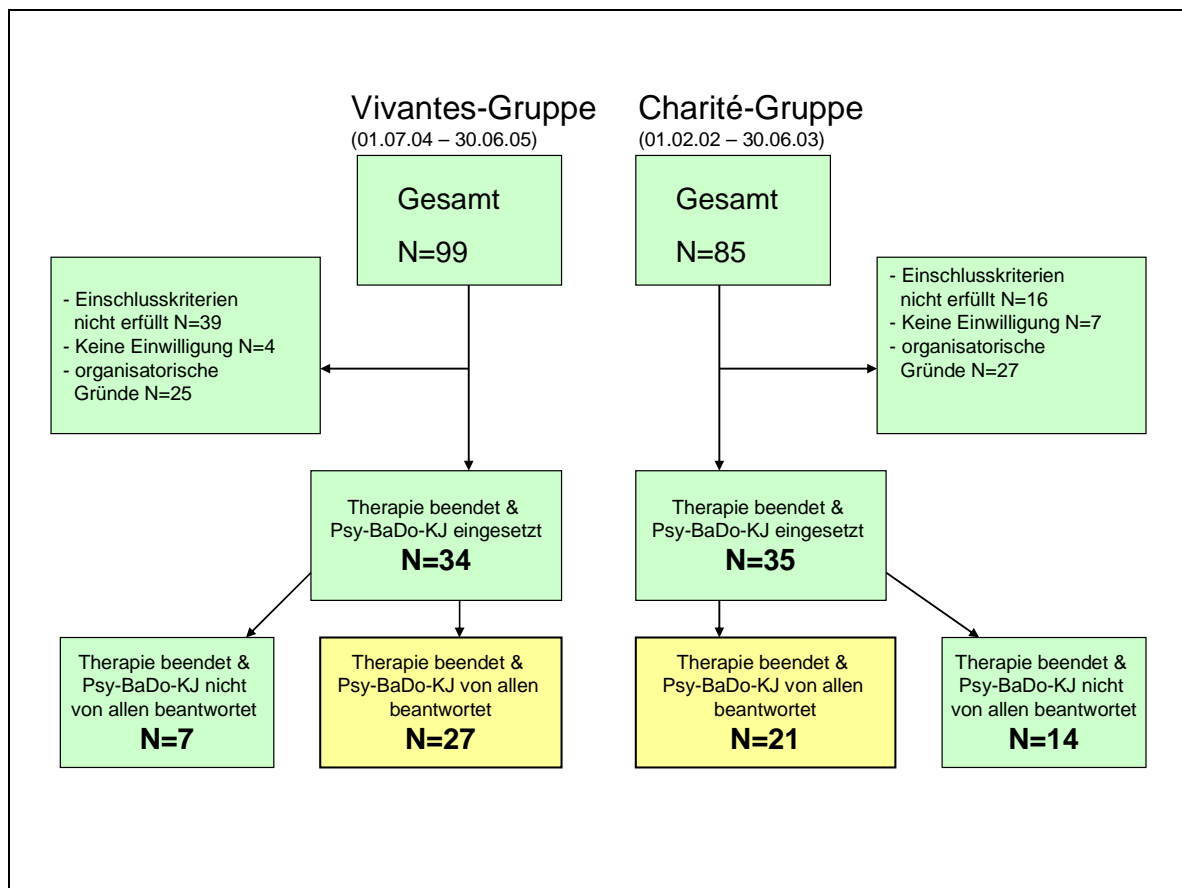 Vivantes-Gruppe
(01.07.04 – 30.06.05)
Charité-Gruppe
(01.02.02 – 30.06.03)
Gesamt
N=99
Gesamt
N=85
- Einschlusskriterien
nicht erfüllt N=39
- Keine Einwilligung N=4
- organisatorische
Gründe N=25
- Einschlusskriterien
nicht erfüllt N=16
- Keine Einwilligung N=7
- organisatorische
Gründe N=27
Therapie beendet &
Psy-BaDo-KJ eingesetzt
N=34
Therapie beendet &
Psy-BaDo-KJ eingesetzt
N=35
Therapie beendet &
Psy-BaDo-KJ nicht
von allen beantwortet
N=7
Therapie beendet &
Psy-BaDo-KJ von allen
beantwortet
N=27
Therapie beendet &
Psy-BaDo-KJ von allen
beantwortet
N=21
Therapie beendet &
Psy-BaDo-KJ nicht
von allen beantwortet
N=14